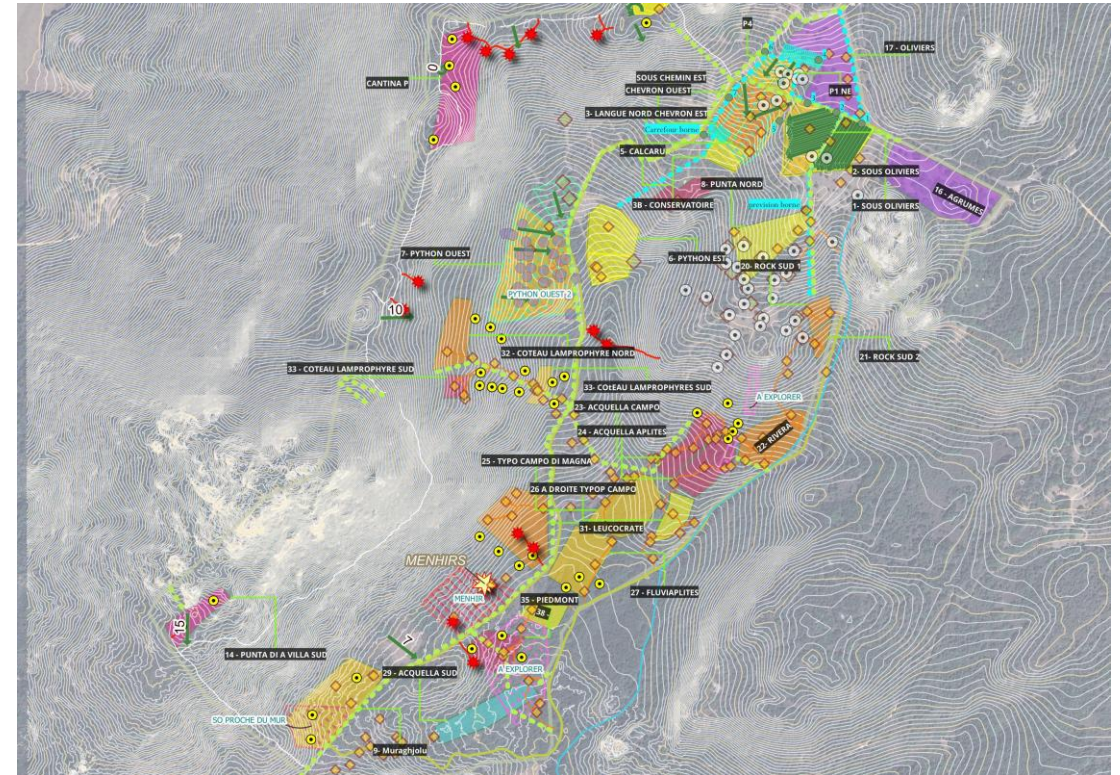 P4
17 - OLIVIERS
0
CANTINA P
SOUS CHEMIN EST
CHEVRON OUEST
P1 NE
3- LANGUE NORD CHEVRON EST
Carrefour borne
5- CALCARU
2- SOUS OLIVIERS
8- PUNTA NORD
16 - AGRUMES
3B - CONSERVATOIRE
prevision borne
1- SOUS OLIVIERS
7- PYTHON OUEST
6- PYTHON EST
20- ROCK SUD 1
PYTHON OUEST 2
10
32 - COTEAU LAMPROPHYRE NORD
21- ROCK SUD 2
33 - COTEAU LAMPROPHYRE SUD
33- COtEAU LAMPROPHYRES SUD
A EXPLORER
23- ACQUELLA CAMPO
24 - ACQUELLA APLITES
22- RIVERA
25 - TYPO CAMPO DI MAGNA
26 A DROITE TYPOP CAMPO
31- LEUCOCRATE
MENHIRS
27 - FLUVIAPLITES
MENHIR
35 - PIEDMONT
38
15
7
14 - PUNTA DI A VILLA SUD
29 - ACQUELLA SUD
A EXPLORER
SO PROCHE DU MUR
9- Muraghjolu